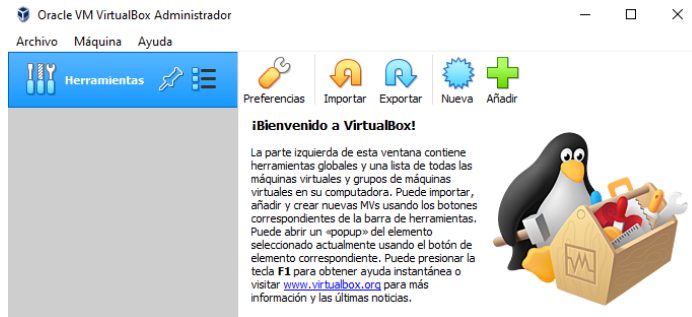 Oracle VM VirtualBox Administrador
Archivo Máquina Ayuda
Herramientas
Preferencias Importar Exportar Nueva Añadir
¡Bienvenido a VirtualBox!
La parte izquierda de esta ventana contiene
herramientas globales y una lista de todas las
máquinas virtuales y grupos de máquinas
virtuales en su computadora. Puede importar,
añadir y crear nuevas MVs usando los botones
correspondientes de la barra de herramientas.
Puede abrir un «popup» del elemento
seleccionado actualmente usando el botón de
elemento correspondiente. Puede presionar la
tecla F1 para obtener ayuda instantánea o
visitar www.virtualbox.org para más
información y las últimas noticias.